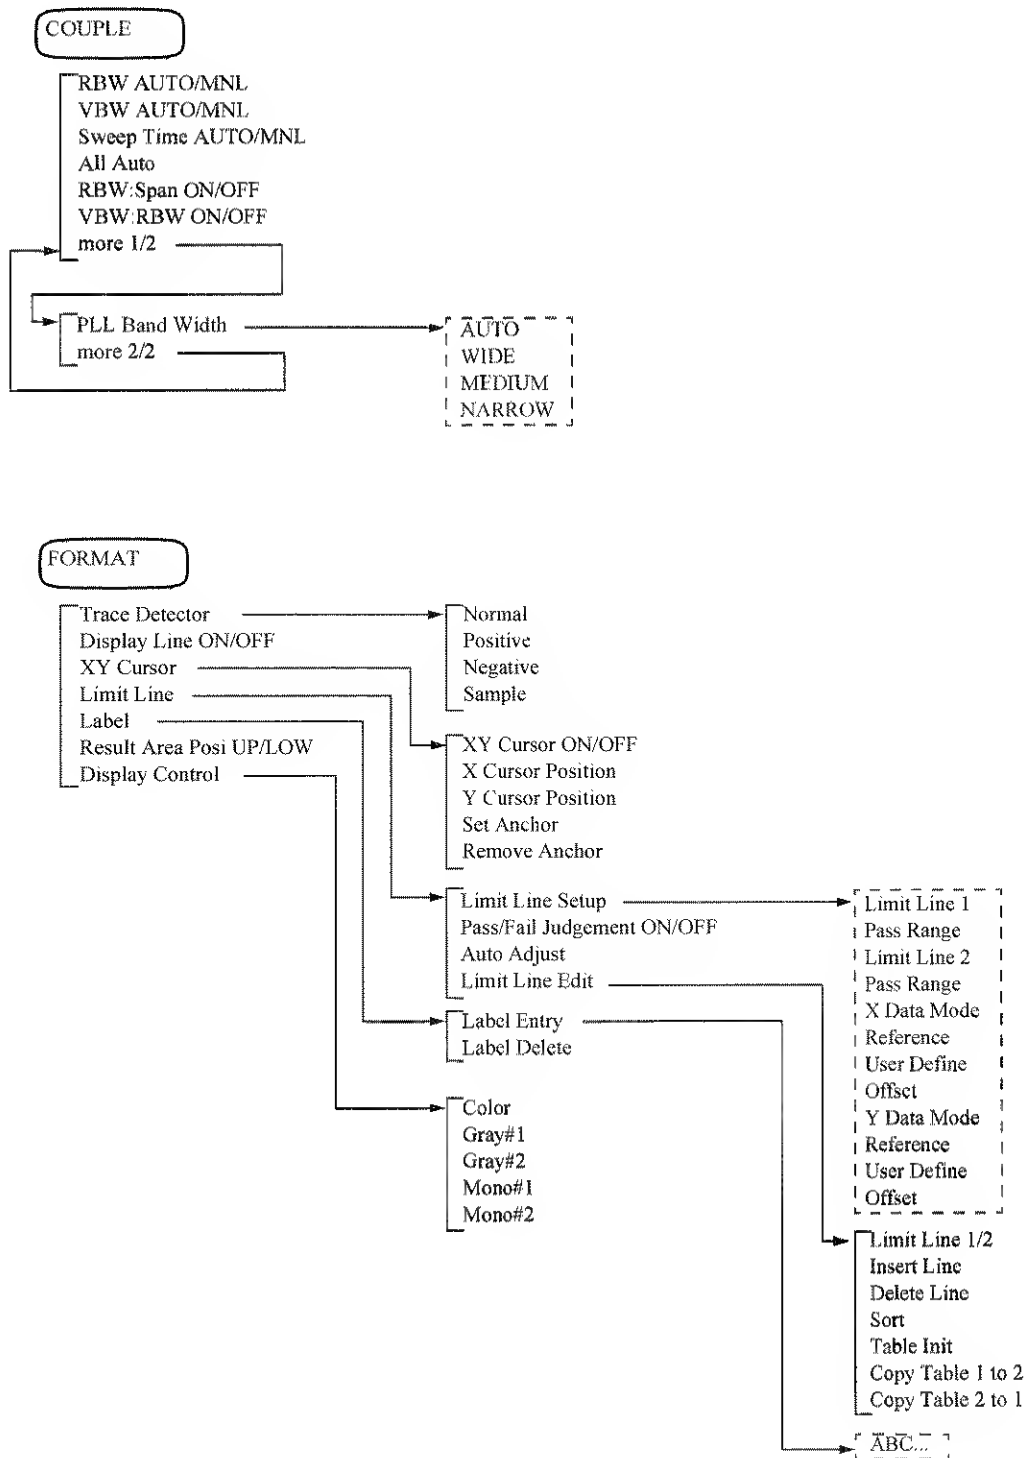 COUPLE
RBW AUTO/MNL
VBW AUTO/MNL
Sweep Time AUTO/MNL
All Auto
RBW:Span ON/OFF
VBW:RBW ON/OFF
more 1/2
PLL Band Width
more 2/2
AUTO
WIDE
MEDIUM
NARROW
FORMAT
Trace Detector
Display Line ON/OFF
XY Cursor
Limit Line
Label
Result Area Posi UP/LOW
Display Control
Normal
Positive
Negative
Sample
XY Cursor ON/OFF
X Cursor Position
Y Cursor Position
Set Anchor
Remove Anchor
Limit Line Setup
Pass/Fail Judgement ON/OFF
Auto Adjust
Limit Line Edit
Label Entry
Label Delete
Color
Gray#1
Gray#2
Mono#1
Mono#2
Limit Line 1
Pass Range
Limit Line 2
Pass Range
X Data Mode
Reference
User Define
Offset
Y Data Mode
Reference
User Define
Offset
Limit Line 1/2
Insert Line
Delete Line
Sort
Table Init
Copy Table 1 to 2
Copy Table 2 to 1
ABC...